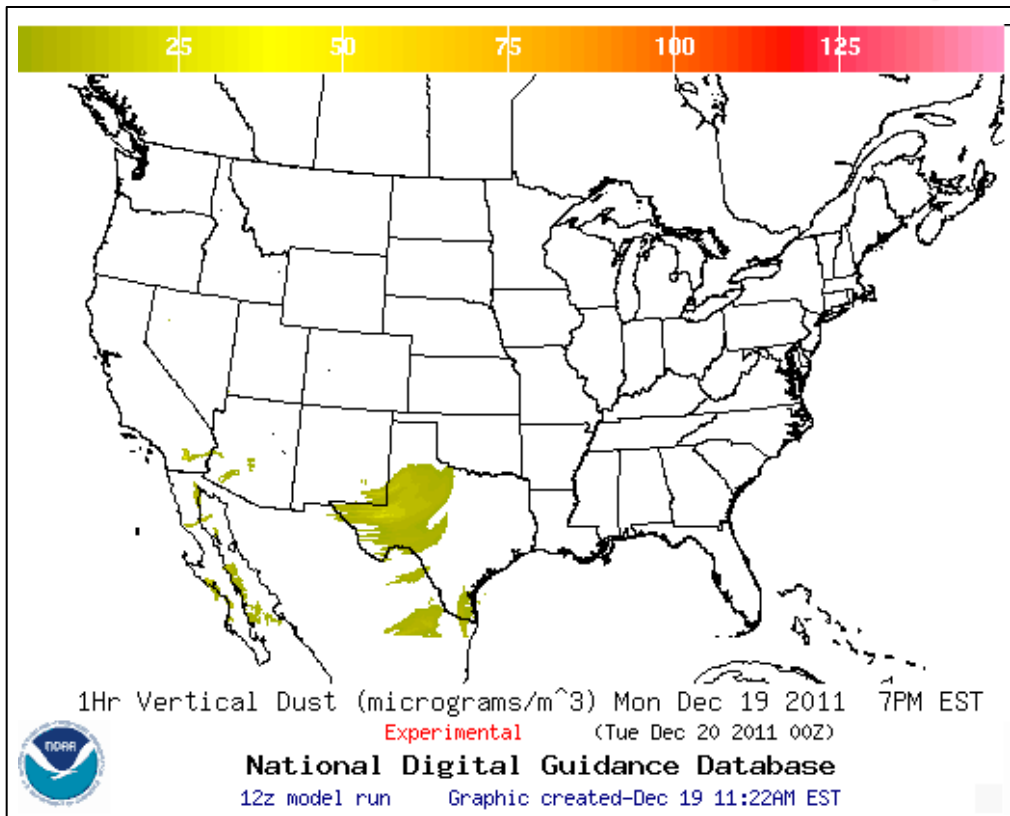 25 50 75 100 125
1Hr Vertical Dust (micrograms/m^3) Mon Dec 19 2011 7PM EST
Experimental (Tue Dec 20 2011 00Z)
National Digital Guidance Database
12z model run Graphic created-Dec 19 11:22AM EST
NOAA